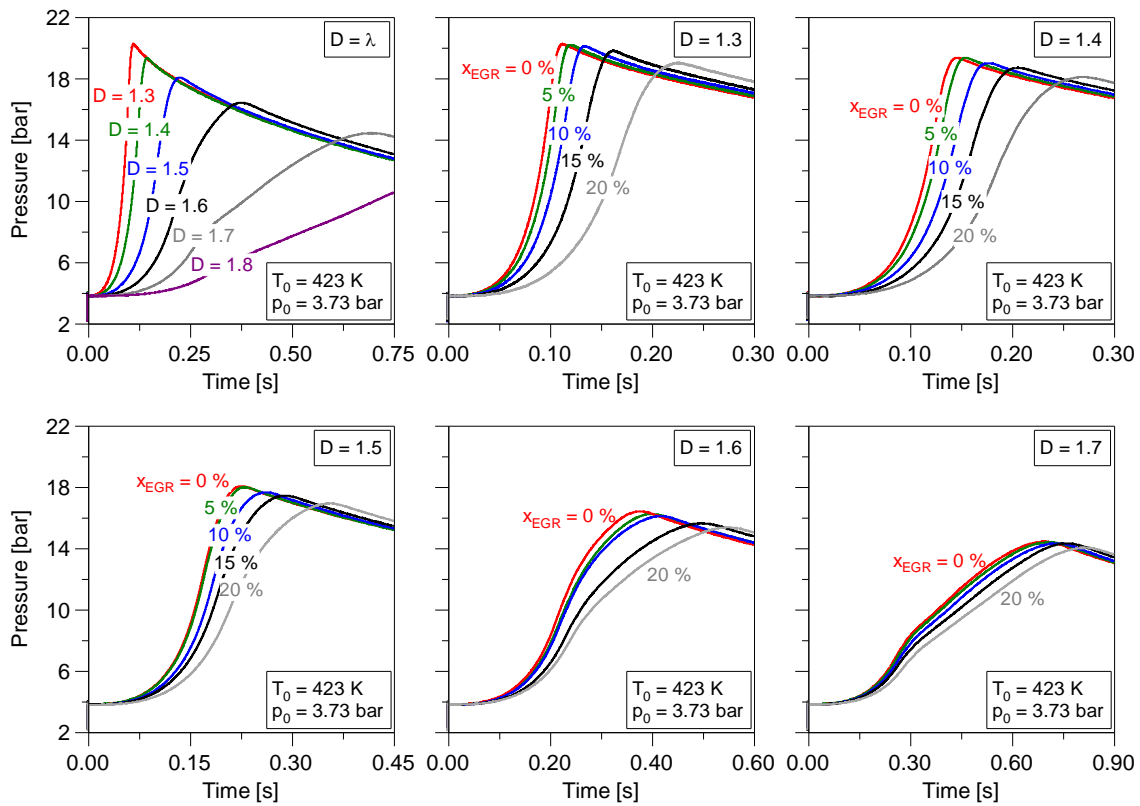 22
18
14
10
6
2
Pressure [bar]
D = λ
D = 1.3
D = 1.4
D = 1.5
D = 1.6
D = 1.7
D = 1.8
T0 = 423 K
p0 = 3.73 bar
0.00 0.25 0.50 0.75
Time [s]
D = 1.3
xEGR = 0 %
5 %
10 %
15 %
20 %
T0 = 423 K
p0 = 3.73 bar
0.00 0.10 0.20 0.30
Time [s]
D = 1.4
xEGR = 0 %
5 %
10 %
15 %
20 %
T0 = 423 K
p0 = 3.73 bar
0.00 0.10 0.20 0.30
Time [s]
22
18
14
10
6
2
Pressure [bar]
D = 1.5
xEGR = 0 %
5 %
10 %
15 %
20 %
T0 = 423 K
p0 = 3.73 bar
0.00 0.15 0.30 0.45
Time [s]
D = 1.6
xEGR = 0 %
20 %
T0 = 423 K
p0 = 3.73 bar
0.00 0.20 0.40 0.60
Time [s]
D = 1.7
xEGR = 0 %
20 %
T0 = 423 K
p0 = 3.73 bar
0.00 0.30 0.60 0.90
Time [s]